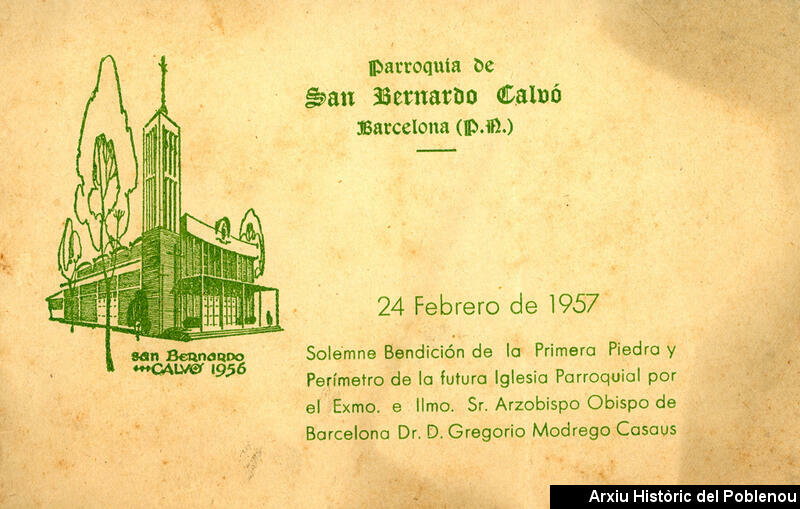 Parroquia de
San Bernardo Calvó
Barcelona (P.N.)
24 Febrero de 1957
Solemne Bendición de la Primera Piedra y
Perímetro de la futura Iglesia Parroquial por
el Exmo. e Ilmo. Sr. Arzobispo Obispo de
Barcelona Dr. D. Gregorio Modrego Casaus
san Bernardo
CALVÓ 1956
Arxiu Històric del Poblenou